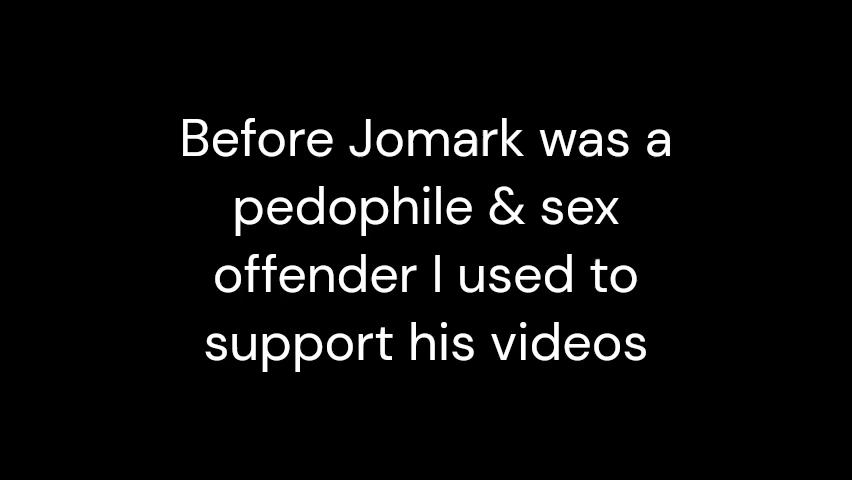 Before Jomark was a
pedophile & sex
offender I used to
support his videos